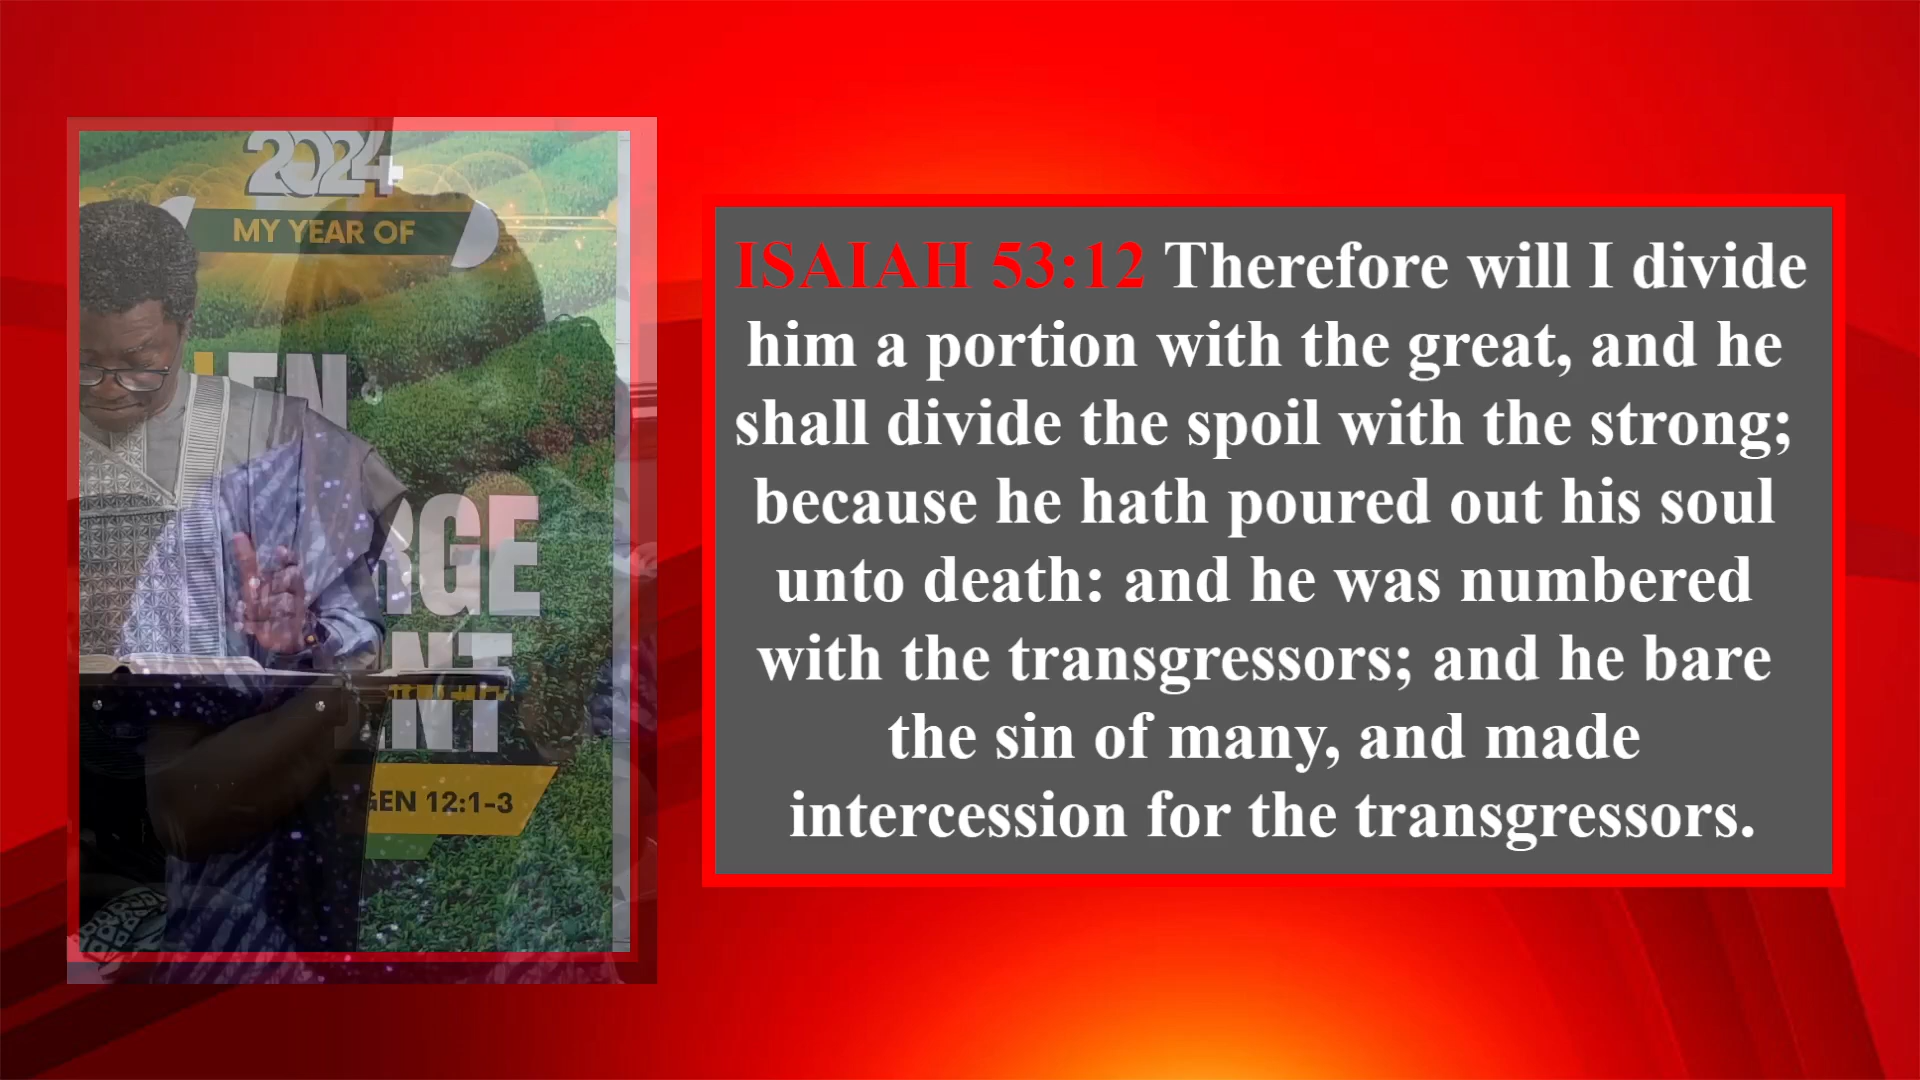 2024
MY YEAR OF
GEN 12:1-3
ISAIAH 53:12 Therefore will I divide
him a portion with the great, and he
shall divide the spoil with the strong;
because he hath poured out his soul
unto death: and he was numbered
with the transgressors; and he bare
the sin of many, and made
intercession for the transgressors.